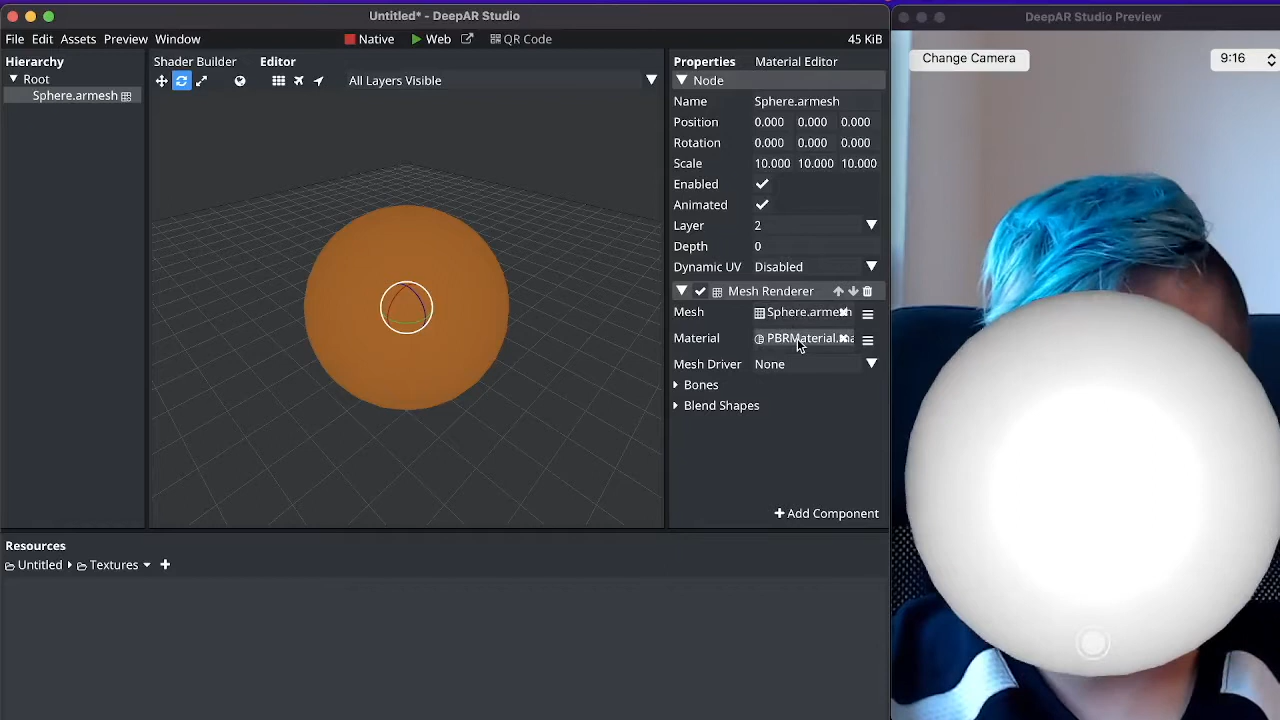 Untitled* - DeepAR Studio
DeepAR Studio Preview
File Edit Assets Preview Window
Native Web QR Code
45 KiB
Change Camera
9:16
Hierarchy
Root
Sphere.armesh
Shader Builder Editor
All Layers Visible
Properties Material Editor
Node
Name Sphere.armesh
Position 0.000 0.000 0.000
Rotation 0.000 0.000 0.000
Scale 10.000 10.000 10.000
Enabled
Animated
Layer 2
Depth 0
Dynamic UV Disabled
Mesh Renderer
Mesh Sphere.armesh
Material PBRMaterial.ma
Mesh Driver None
Bones
Blend Shapes
Add Component
Resources
Untitled Textures